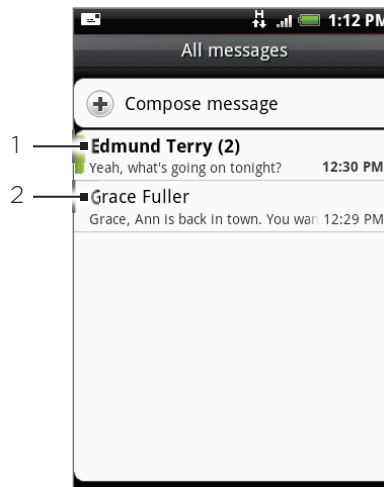 H
1:12 PM
All messages
Compose message
1
Edmund Terry (2)
Yeah, what's going on tonight? 12:30 PM
2
Grace Fuller
Grace, Ann is back in town. You wan 12:29 PM